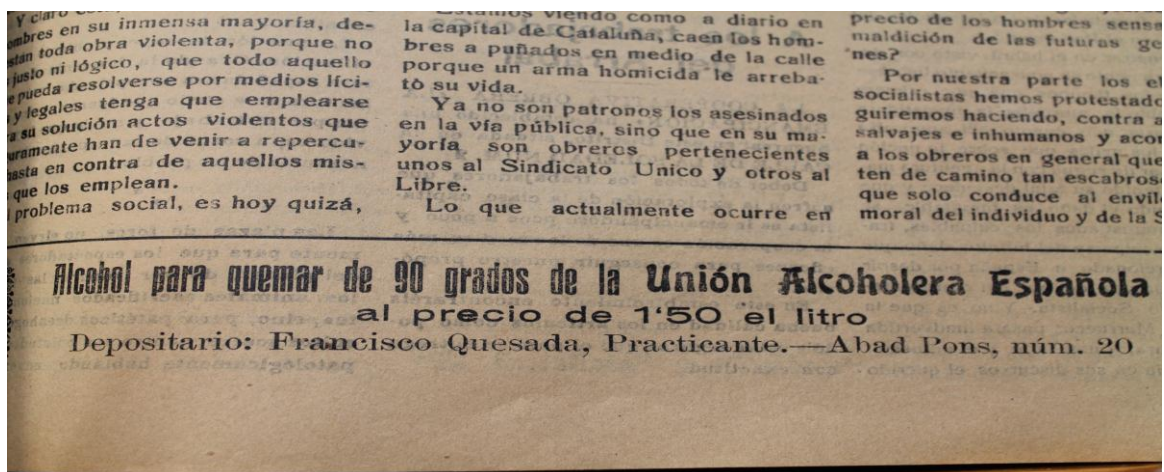 Y claro
ombres en su inmensa mayoría, de-
stan toda obra violenta, porque no
justo ni lógico, que todo aquello
e pueda resolverse por medios líci-
y legales tenga que emplearse
a su solución actos violentos que
uramente han de venir a repercu-
hasta en contra de aquellos mis-
que los emplean.
l problema social, es hoy quizá,
Estamos viendo como a diario en
la capital de Cataluña, caen los hom-
bres a puñados en medio de la calle
porque un arma homicida le arreba-
tó su vida.
Ya no son patronos los asesinados
en la vía pública, sino que en su ma-
yoría son obreros pertenecientes
unos al Sindicato Unico y otros al
Libre.
Lo que actualmente ocurre en
precio de los hombres sensa
maldición de las futuras ge
nes?
Por nuestra parte los el
socialistas hemos protestado
guiremos haciendo, contra a
salvajes e inhumanos y acon
a los obreros en general que
ten de camino tan escabros
que solo conduce al envil
moral del individuo y de la S
Alcohol para quemar de 90 grados de la Unión Alcoholera Española
al precio de 1'50 el litro
Depositario: Francisco Quesada, Practicante.—Abad Pons, núm. 20